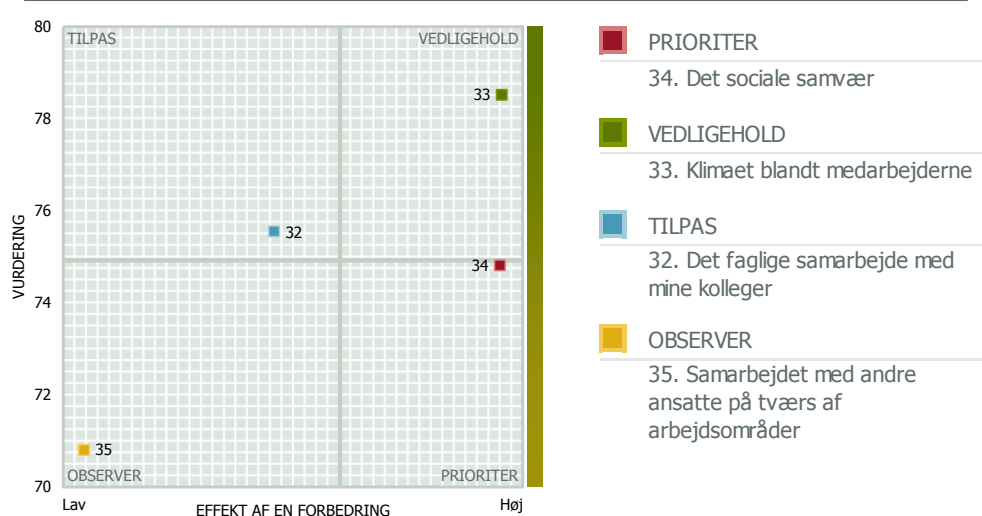 80
78
76
74
72
70
VURDERING
TILPAS
VEDLIGEHOLD
33
32
34
35
OBSERVER
PRIORITER
Lav
EFFEKT AF EN FORBEDRING
Høj
PRIORITER
34. Det sociale samvær
VEDLIGEHOLD
33. Klimaet blandt medarbejderne
TILPAS
32. Det faglige samarbejde med
mine kolleger
OBSERVER
35. Samarbejdet med andre
ansatte på tværs af
arbejdsområder